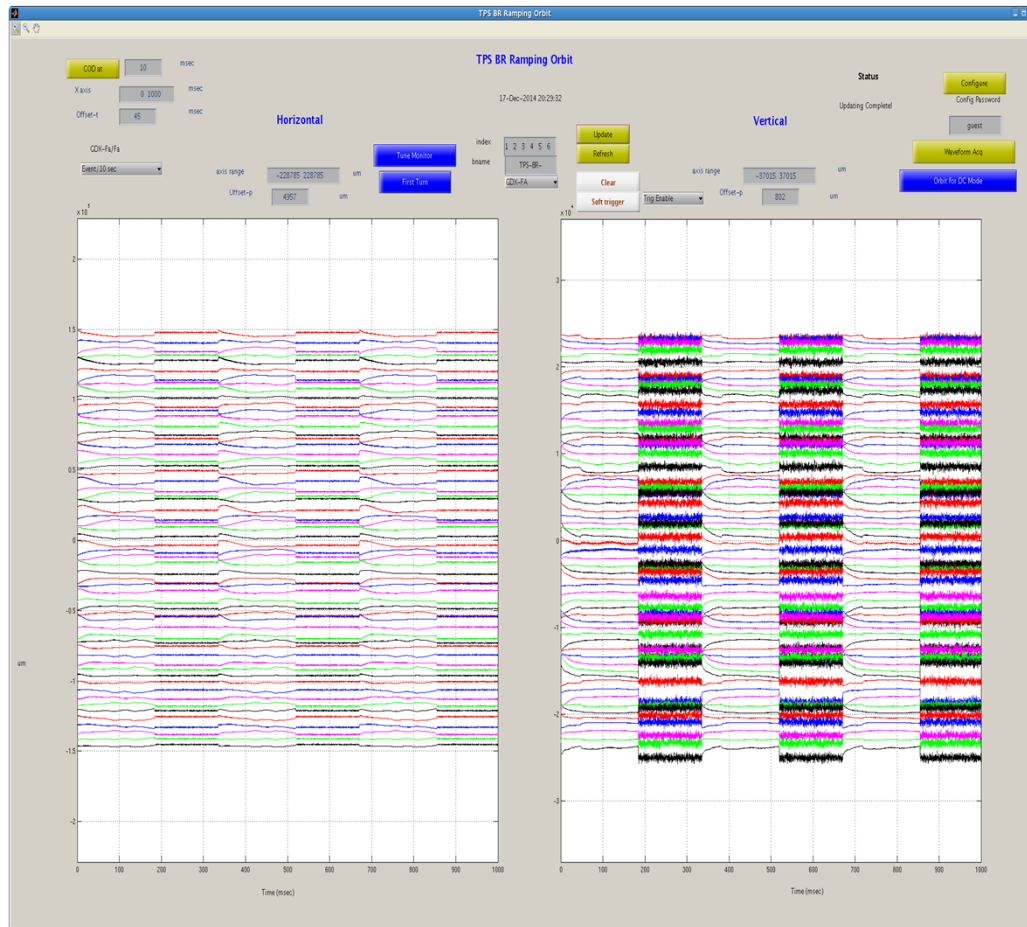 TPS BR Ramping Orbit
TPS BR Ramping Orbit
COD at 10 msec
X axis 0 1000 msec
Offset-t 45 msec
17-Dec-2014 20:29:32
Status
Updating Complete!
Configure
Config Password
guest
Horizontal
Vertical
GDX-Fa/Fa
Event/10 sec
Tune Monitor
First Turn
axis range -228785 228785 um
Offset-p 4957 um
index 1 2 3 4 5 6
bname TPS-BR-
GDX-FA
Update
Refresh
Clear
Soft trigger
Trig Enable
axis range -37015 37015 um
Offset-p 802 um
Waveform Acq
Orbit for DC Mode
2
1.5
1
0.5
0
-0.5
-1
-1.5
-2
um
0 100 200 300 400 500 600 700 800 900 1000
Time (msec)
3
2
1
0
-1
-2
-3
0 100 200 300 400 500 600 700 800 900 1000
Time (msec)